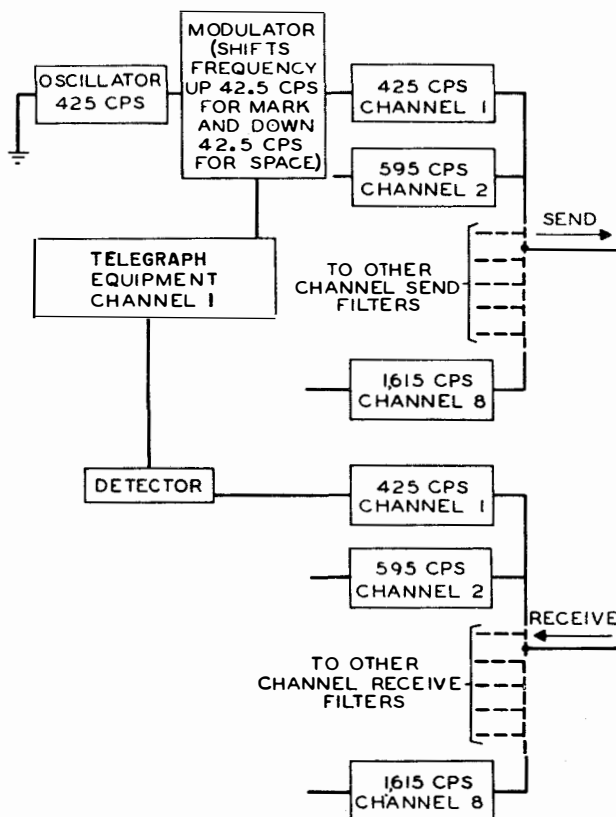 OSCILLATOR
425 CPS
MODULATOR
(SHIFTS
FREQUENCY
UP 42.5 CPS
FOR MARK
AND DOWN
42.5 CPS
FOR SPACE)
425 CPS
CHANNEL 1
595 CPS
CHANNEL 2
SEND
TELEGRAPH
EQUIPMENT
CHANNEL 1
TO OTHER
CHANNEL SEND
FILTERS
1,615 CPS
CHANNEL 8
DETECTOR
425 CPS
CHANNEL 1
595 CPS
CHANNEL 2
RECEIVE
TO OTHER
CHANNEL RECEIVE
FILTERS
1,615 CPS
CHANNEL 8